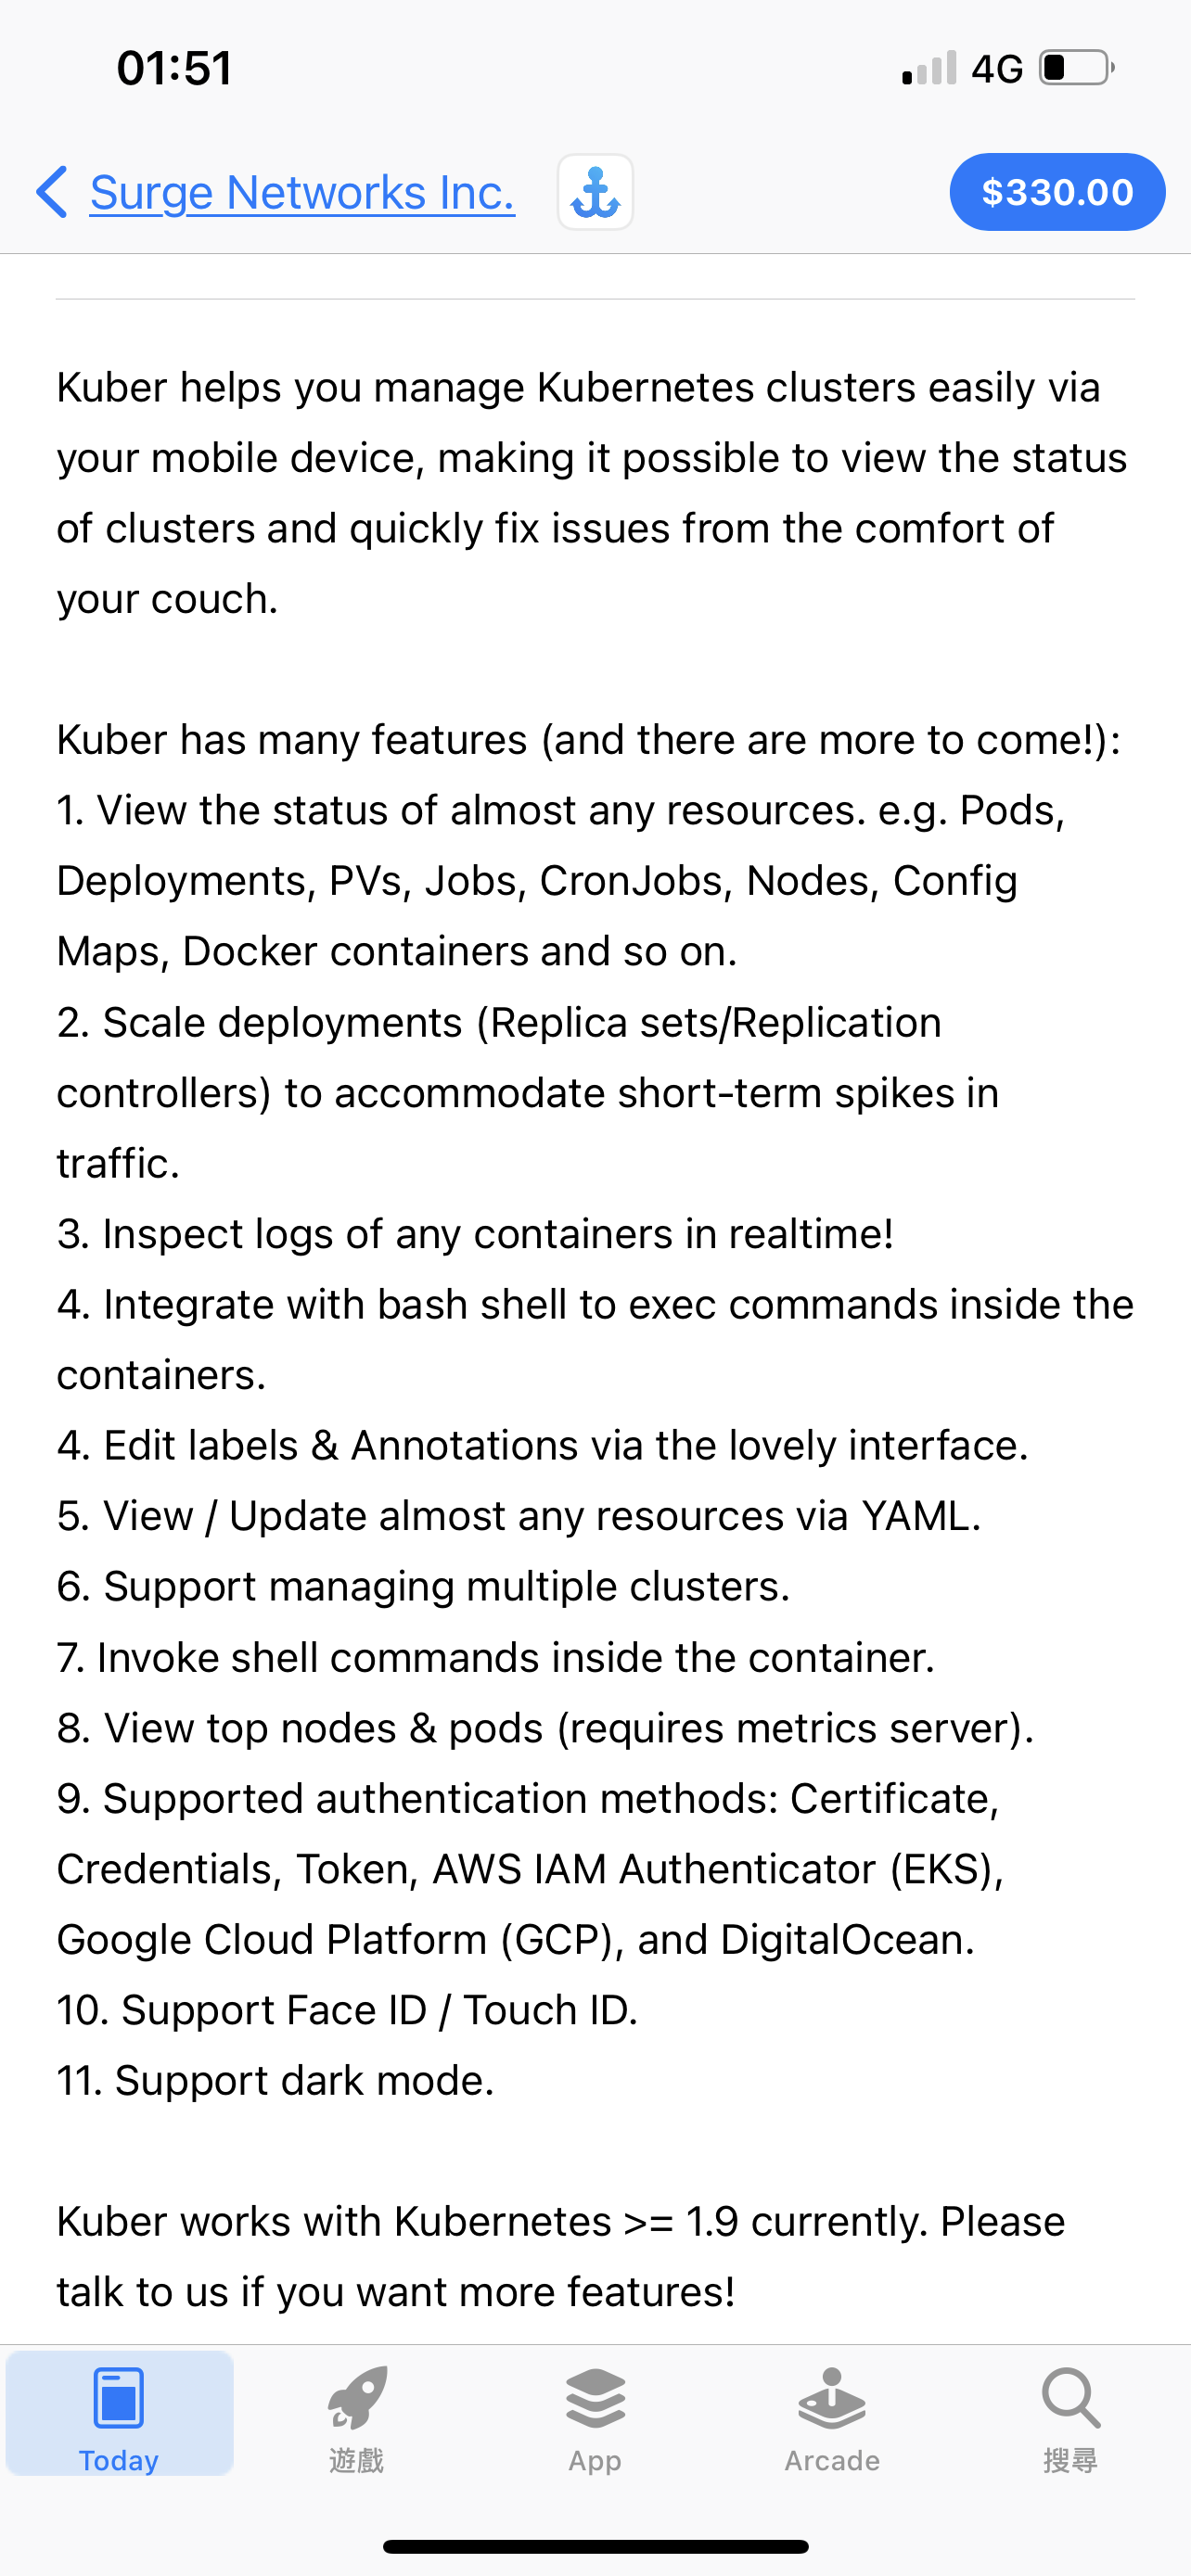 01:51
4G
Surge Networks Inc.
$330.00
Kuber helps you manage Kubernetes clusters easily via
your mobile device, making it possible to view the status
of clusters and quickly fix issues from the comfort of
your couch.
Kuber has many features (and there are more to come!):
1. View the status of almost any resources. e.g. Pods,
Deployments, PVs, Jobs, CronJobs, Nodes, Config
Maps, Docker containers and so on.
2. Scale deployments (Replica sets/Replication
controllers) to accommodate short-term spikes in
traffic.
3. Inspect logs of any containers in realtime!
4. Integrate with bash shell to exec commands inside the
containers.
4. Edit labels & Annotations via the lovely interface.
5. View / Update almost any resources via YAML.
6. Support managing multiple clusters.
7. Invoke shell commands inside the container.
8. View top nodes & pods (requires metrics server).
9. Supported authentication methods: Certificate,
Credentials, Token, AWS IAM Authenticator (EKS),
Google Cloud Platform (GCP), and DigitalOcean.
10. Support Face ID / Touch ID.
11. Support dark mode.
Kuber works with Kubernetes >= 1.9 currently. Please
talk to us if you want more features!
Today
遊戲
App
Arcade
搜尋